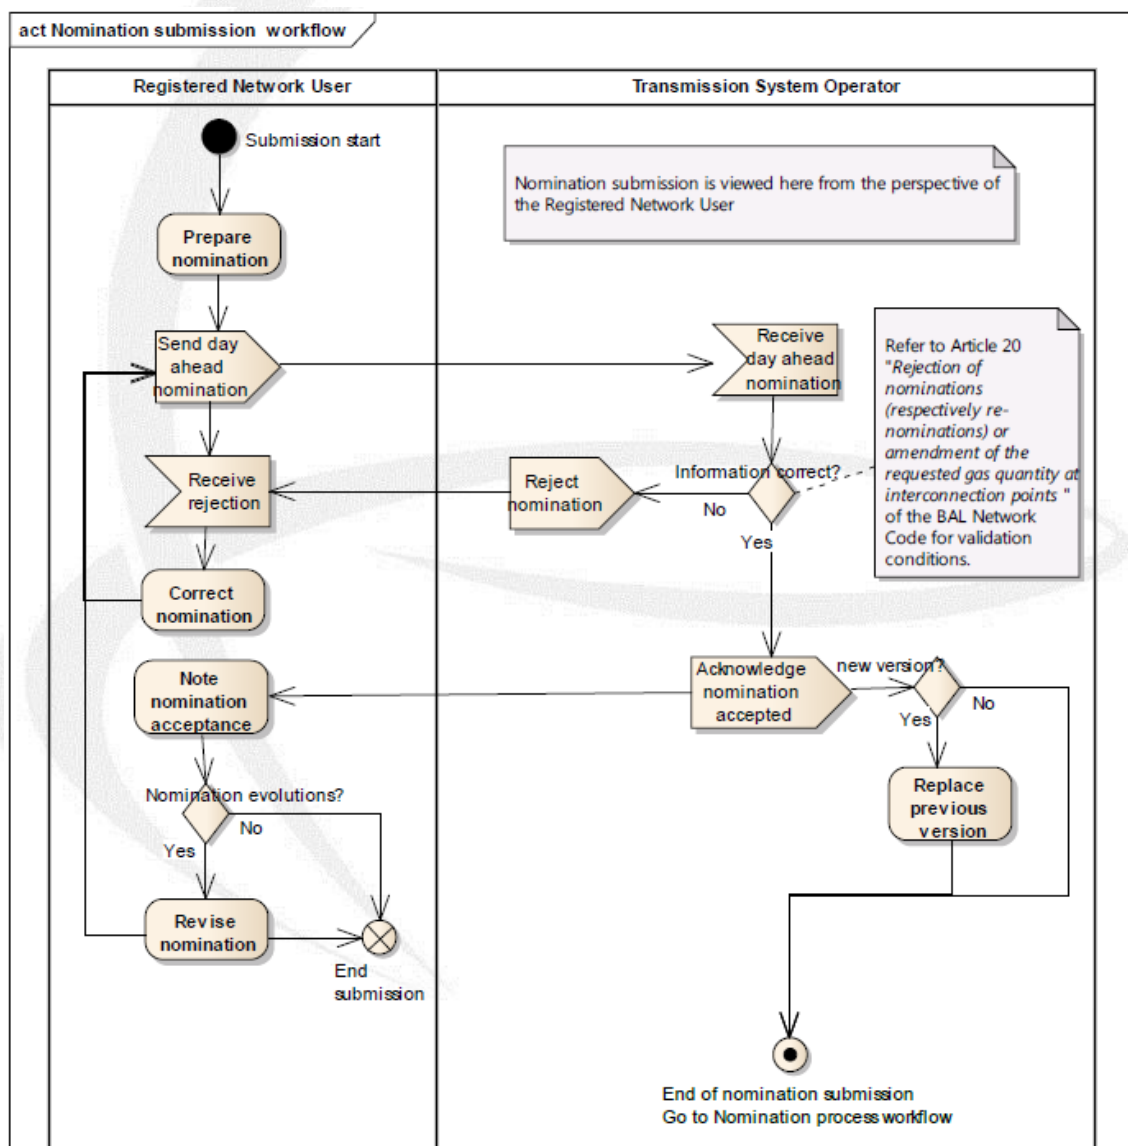 act Nomination submission workflow
Registered Network User
Transmission System Operator
Submission start
Nomination submission is viewed here from the perspective of
the Registered Network User
Prepare
nomination
Send day
ahead
nomination
Receive
day ahead
nomination
Refer to Article 20
"Rejection of
nominations
(respectively re-
nominations) or
amendment of the
requested gas quantity at
interconnection points "
of the BAL Network
Code for validation
conditions.
Receive
rejection
Reject
nomination
Information correct?
No
Yes
Correct
nomination
Note
nomination
acceptance
Acknowledge
nomination
accepted
new version?
No
Yes
Replace
previous
version
Nomination evolutions?
No
Yes
Revise
nomination
End
submission
End of nomination submission
Go to Nomination process workflow